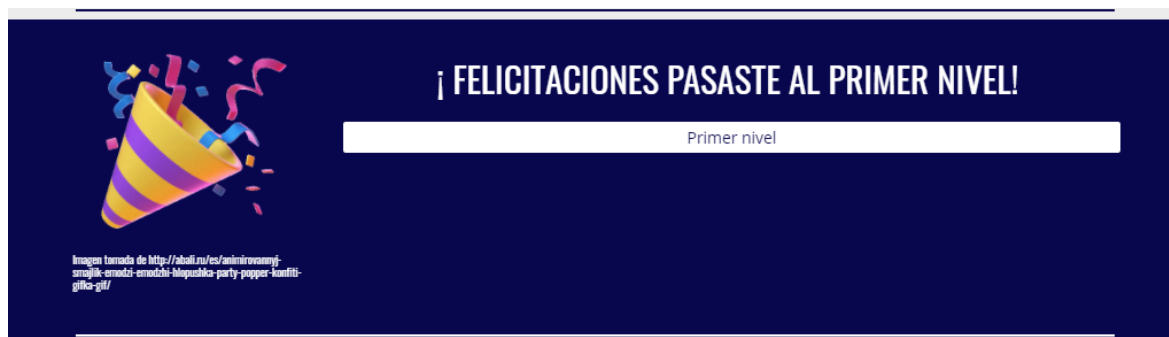 ¡ FELICITACIONES PASASTE AL PRIMER NIVEL!
Primer nivel
Imagen tomada de http://abali.ru/es/animirovannyj-
smajlik-emodzi-emodzhi-hlopushka-party-popper-konfiti-
gifka-gif/